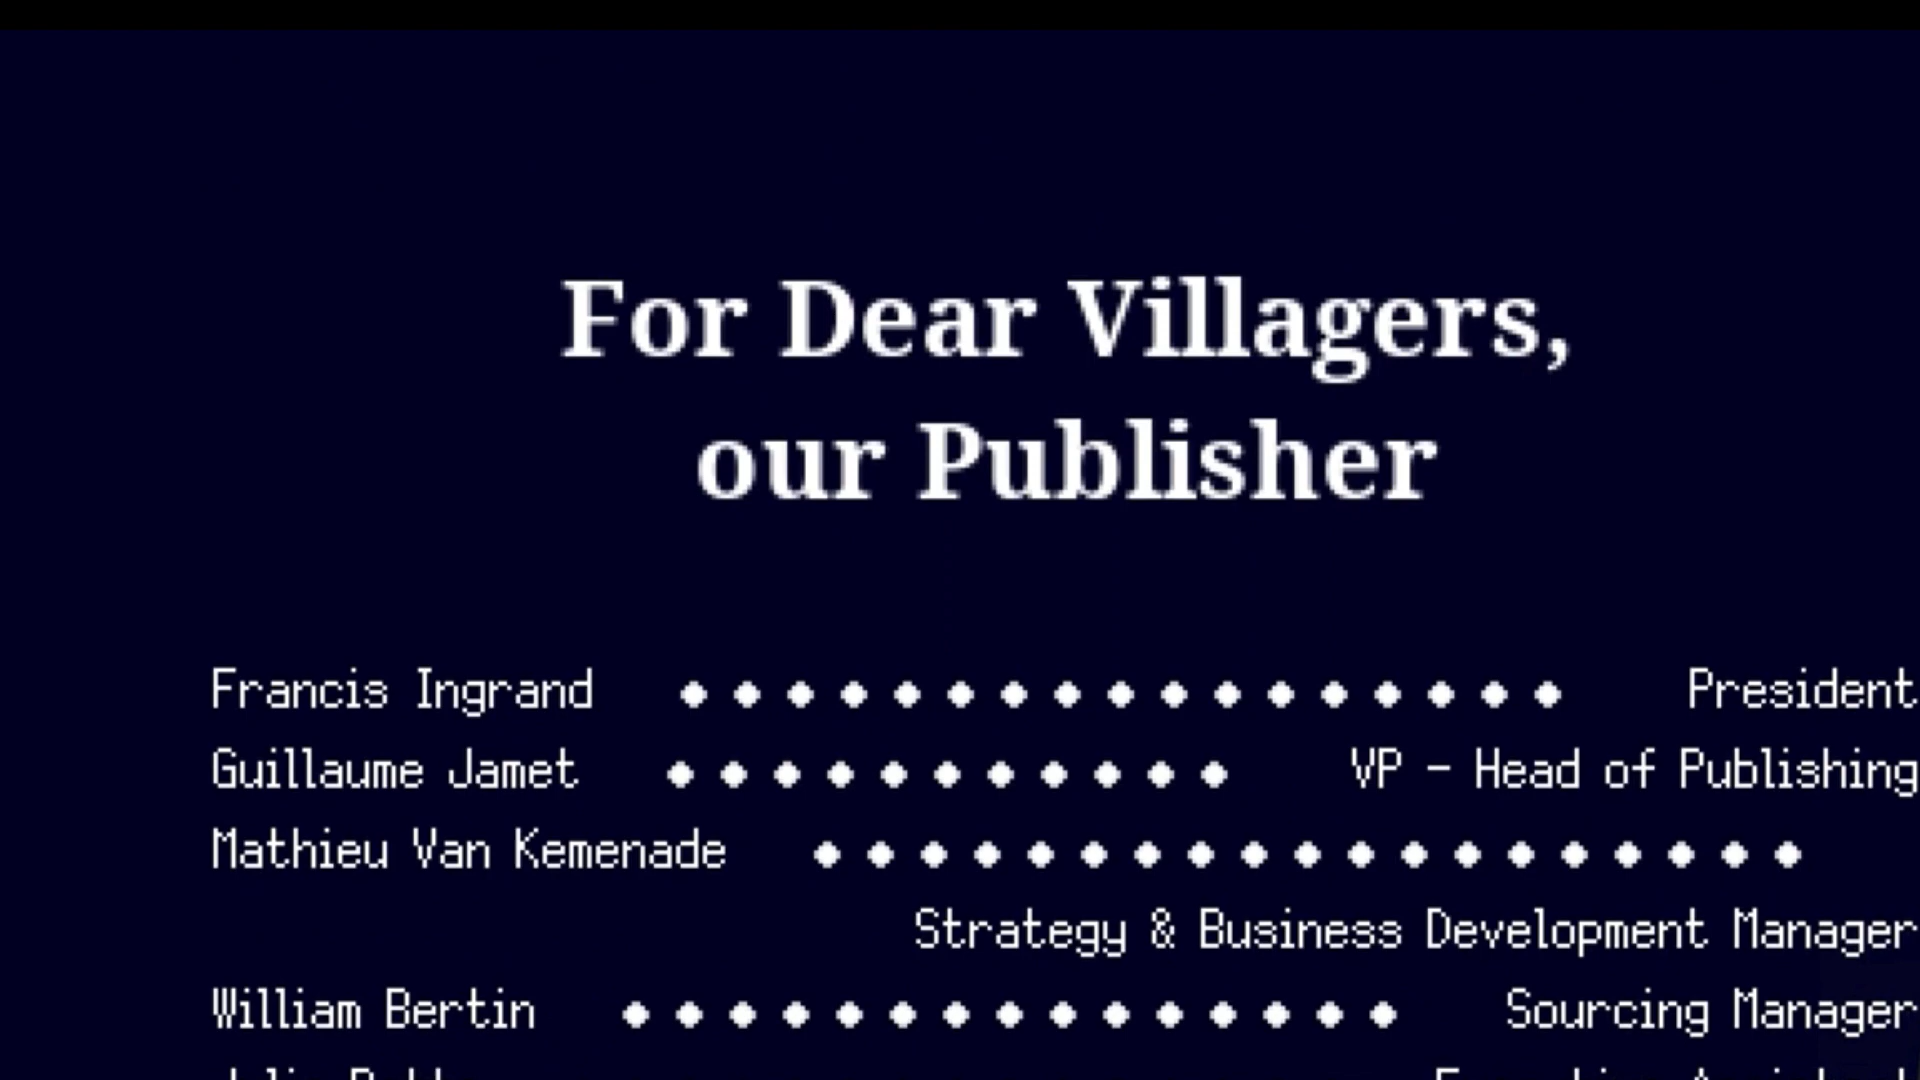 For Dear Villagers,
our Publisher
Francis Ingrand • • • • • • • • • • • • • • • • • President
Guillaume Jamet • • • • • • • • • • • VP - Head of Publishing
Mathieu Van Kemenade • • • • • • • • • • • • • • • • • • •
Strategy & Business Development Manager
William Bertin • • • • • • • • • • • • • • • Sourcing Manager